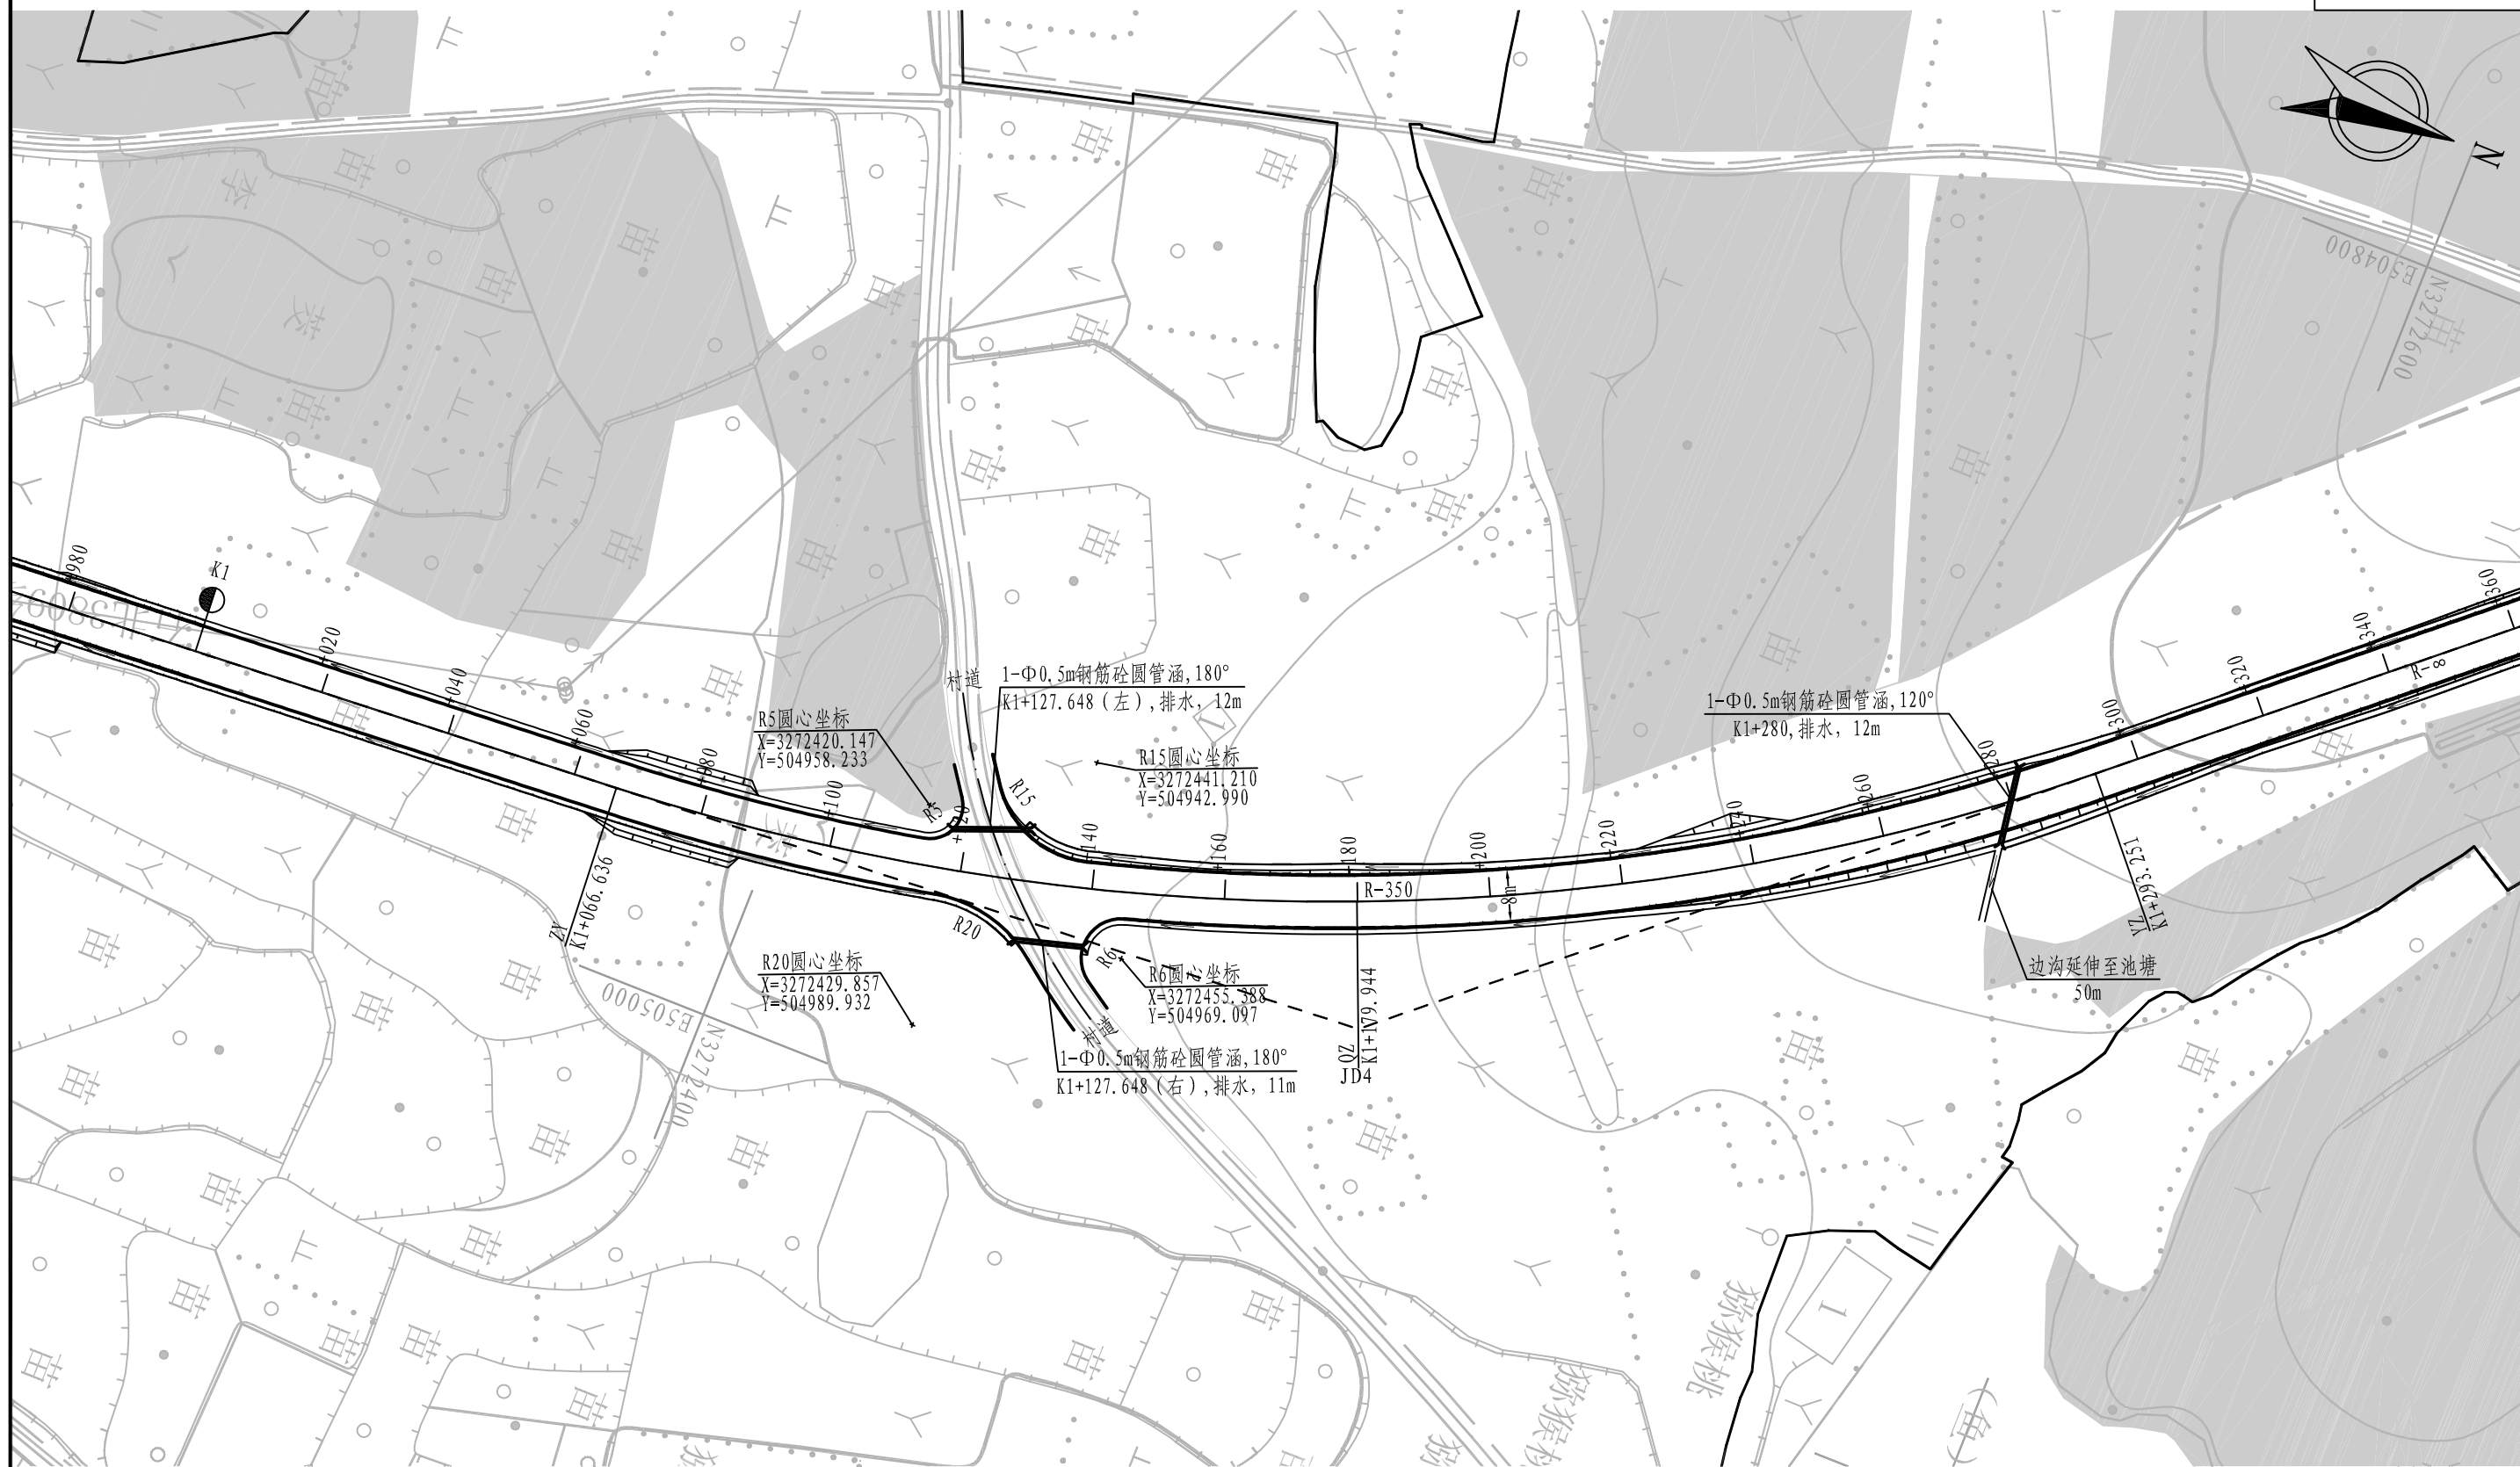 N
E504800
N3272600
+980
K1
+020
+040
+060
+080
+100
+140
+160
+180
+200
+220
+260
+280
+300
+320
+340
+360
R-∞
村道
1-Φ0.5m钢筋砼圆管涵,180°
K1+127.648（左）,排水, 12m
R5圆心坐标
X=3272420.147
Y=504958.233
R15圆心坐标
X=3272441.210
Y=504942.990
1-Φ0.5m钢筋砼圆管涵,120°
K1+280,排水, 12m
R5
R15
R-350
8m
ZY
K1+066.636
R20
R6
R20圆心坐标
X=3272429.857
Y=504989.932
R6圆心坐标
X=3272455.388
Y=504969.097
村道
QZ
K1+179.944
JD4
YZ
K1+293.251
边沟延伸至池塘
50m
E505000
N3272400
1-Φ0.5m钢筋砼圆管涵,180°
K1+127.648（右）,排水, 11m
猕猴桃